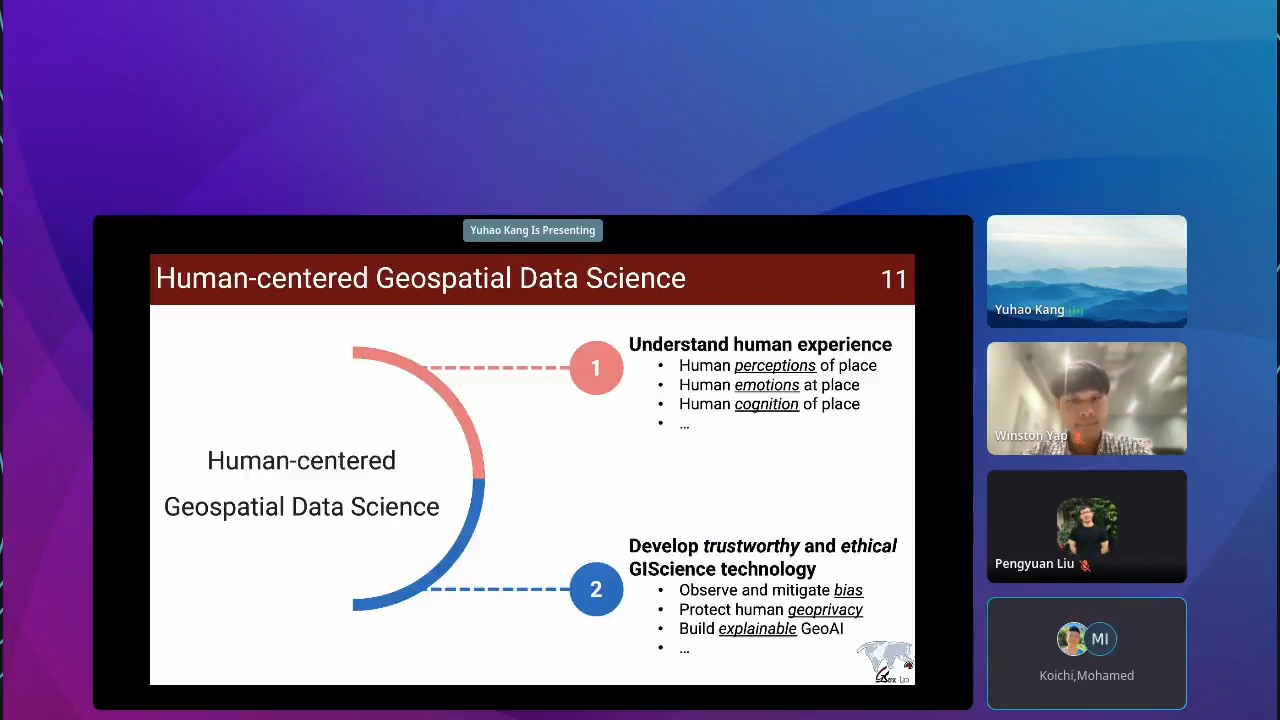 Yuhao Kang Is Presenting
Human-centered Geospatial Data Science
11
1
Understand human experience
• Human perceptions of place
• Human emotions at place
• Human cognition of place
• ...
Human-centered
Geospatial Data Science
2
Develop trustworthy and ethical
GIScience technology
• Observe and mitigate bias
• Protect human geoprivacy
• Build explainable GeoAI
• ...
Lab
Yuhao Kang
Winston Yap
Pengyuan Liu
MI
Koichi,Mohamed